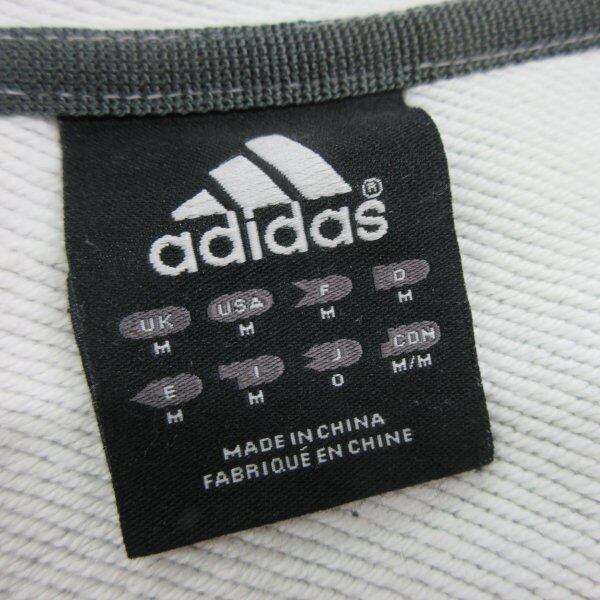 adidas®
UK USA F D
M M M M
E I J CDN
M M O M/M
MADE IN CHINA
FABRIQUÉ EN CHINE